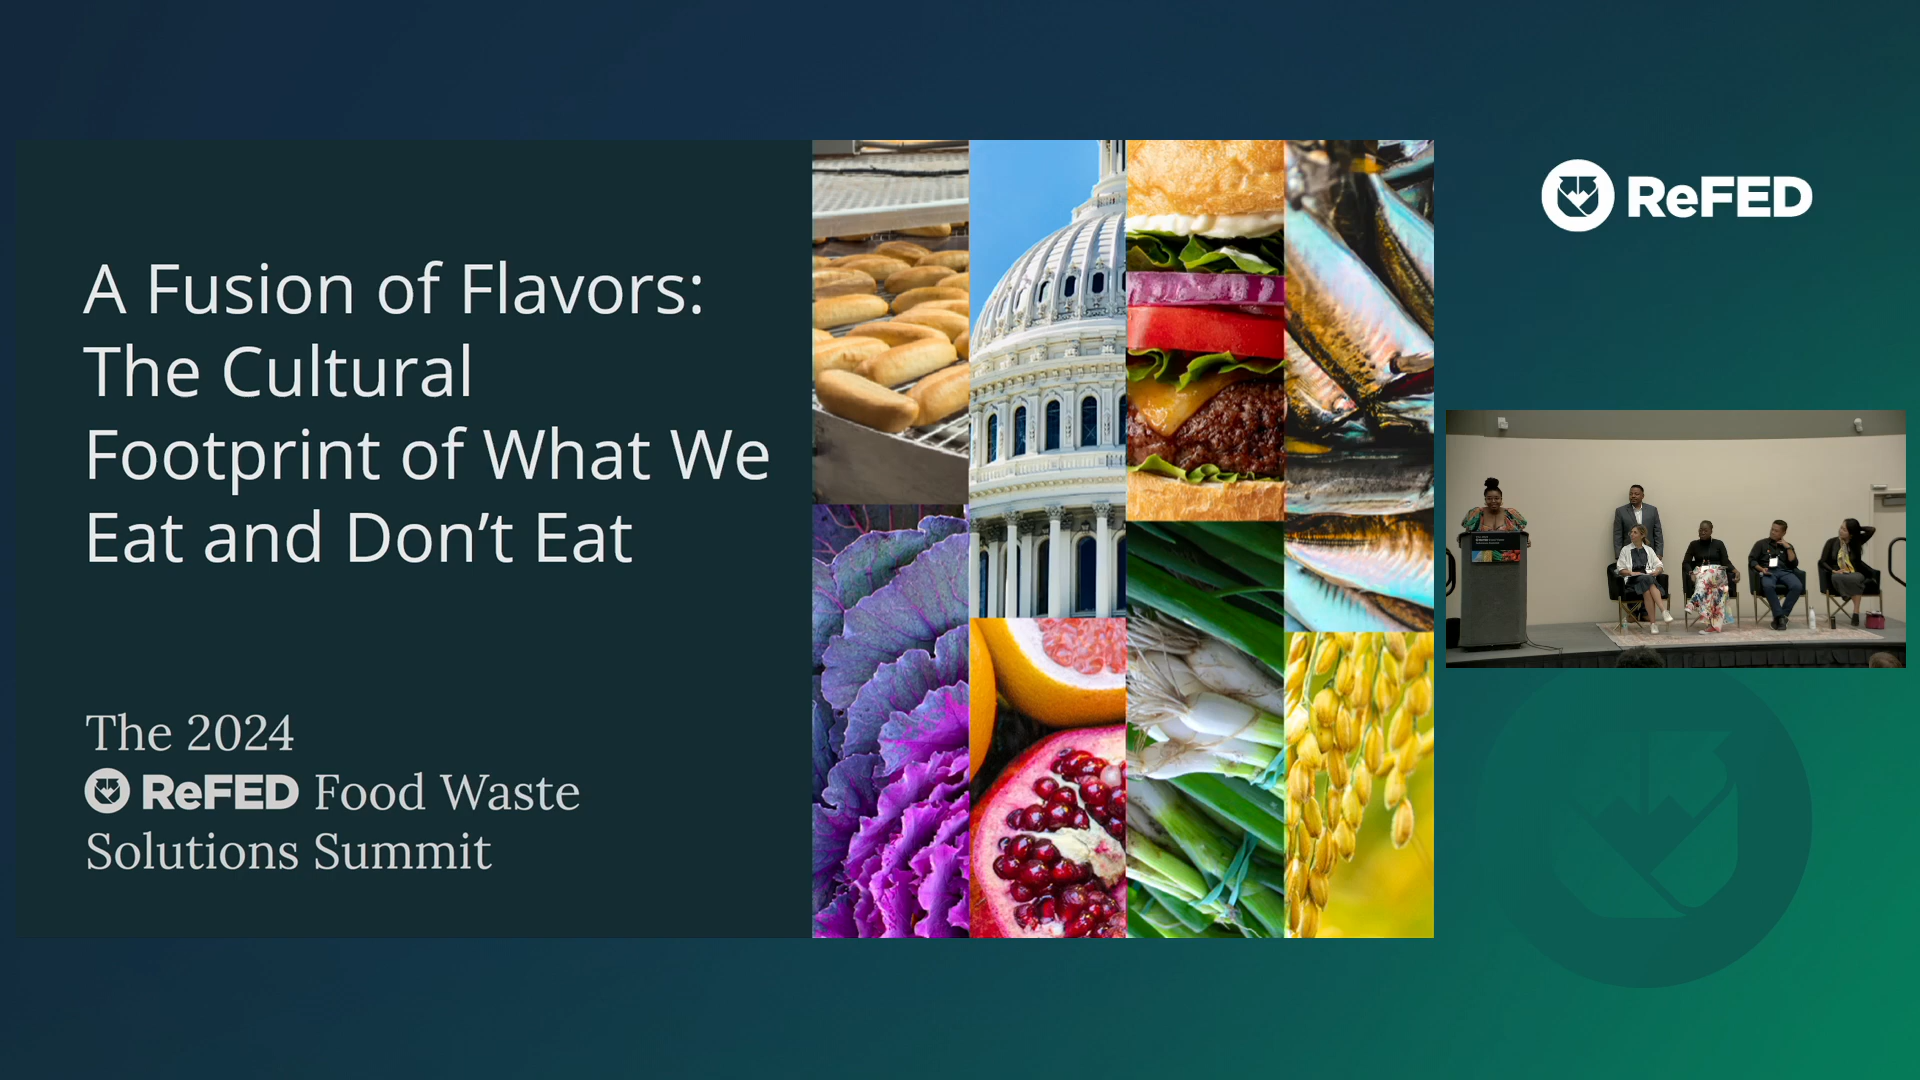 A Fusion of Flavors:
The Cultural
Footprint of What We
Eat and Don’t Eat
The 2024
ReFED Food Waste
Solutions Summit
ReFED